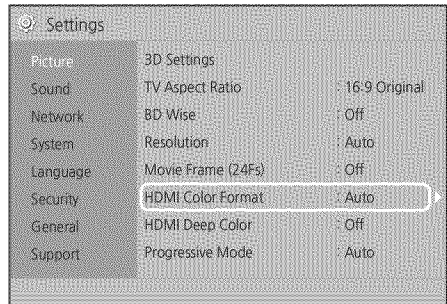 Settings
Picture
Sound
Network
System
Language
Security
General
Support
3D Settings
TV Aspect Ratio : 16:9 Original
BD Wise : Off
Resolution : Auto
Movie Frame (24Fs) : Off
HDMI Color Format : Auto
HDMI Deep Color : Off
Progressive Mode : Auto